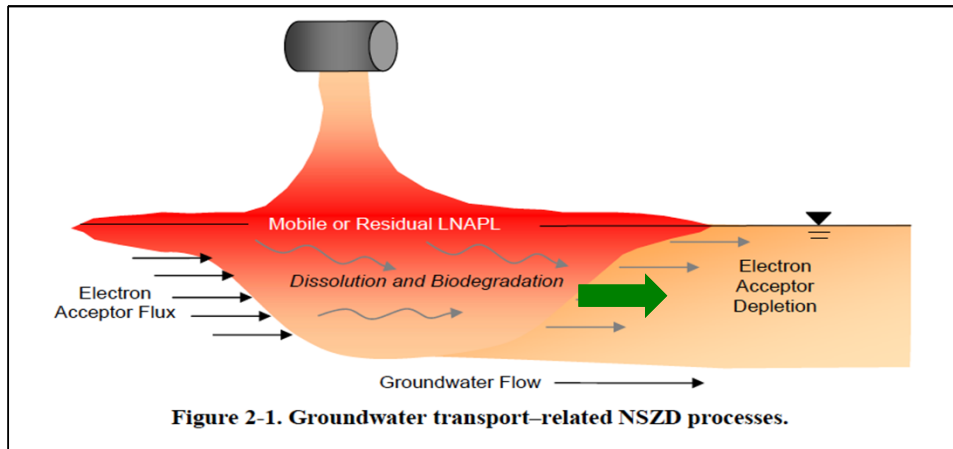 Mobile or Residual LNAPL
Dissolution and Biodegradation
Electron
Acceptor Flux
Electron
Acceptor
Depletion
Groundwater Flow
Figure 2-1. Groundwater transport–related NSZD processes.